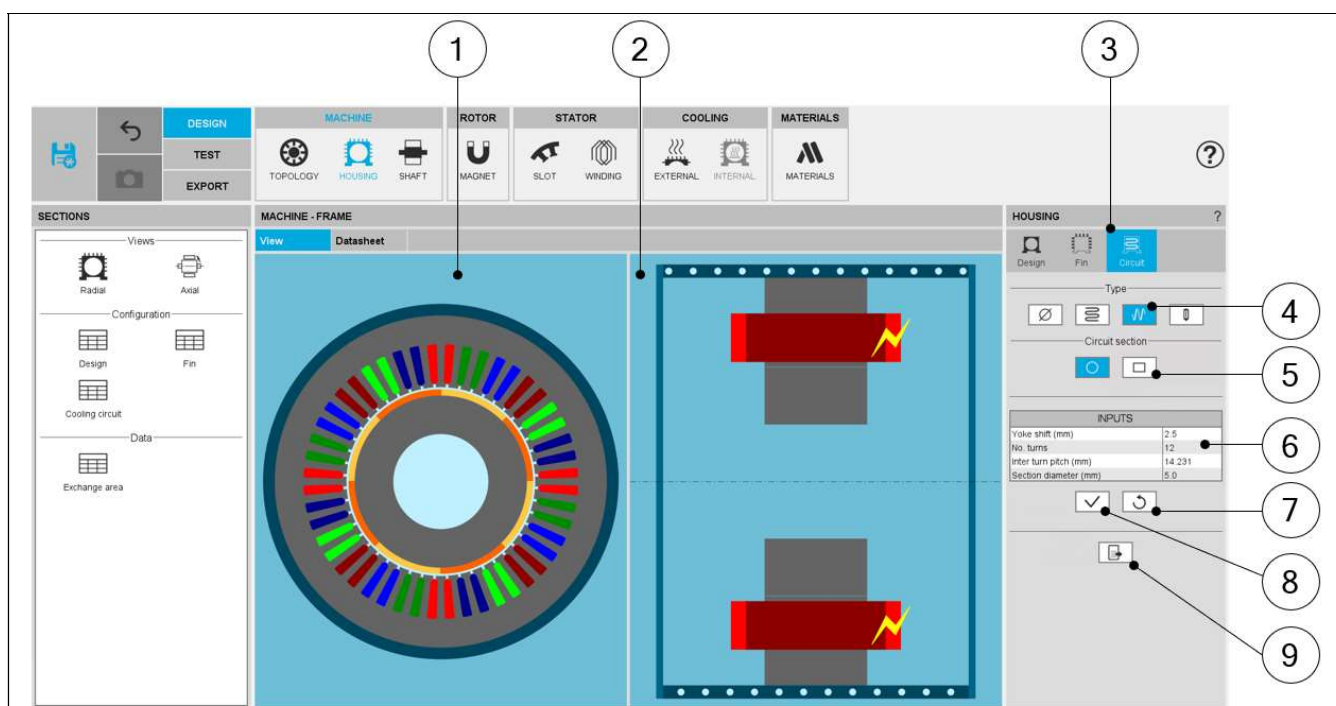 1
2
3
DESIGN
TEST
EXPORT
MACHINE
TOPOLOGY
HOUSING
SHAFT
ROTOR
MAGNET
STATOR
SLOT
WINDING
COOLING
EXTERNAL
INTERNAL
MATERIALS
MATERIALS
?
SECTIONS
Views
Radial
Axial
Configuration
Design
Fin
Cooling circuit
Data
Exchange area
MACHINE - FRAME
View
Datasheet
HOUSING
?
Design
Fin
Circuit
Type
4
Circuit section
5
INPUTS
Yoke shift (mm) 2.5
No. turns 12
Inter turn pitch (mm) 14.231
Section diameter (mm) 5.0
6
7
8
9